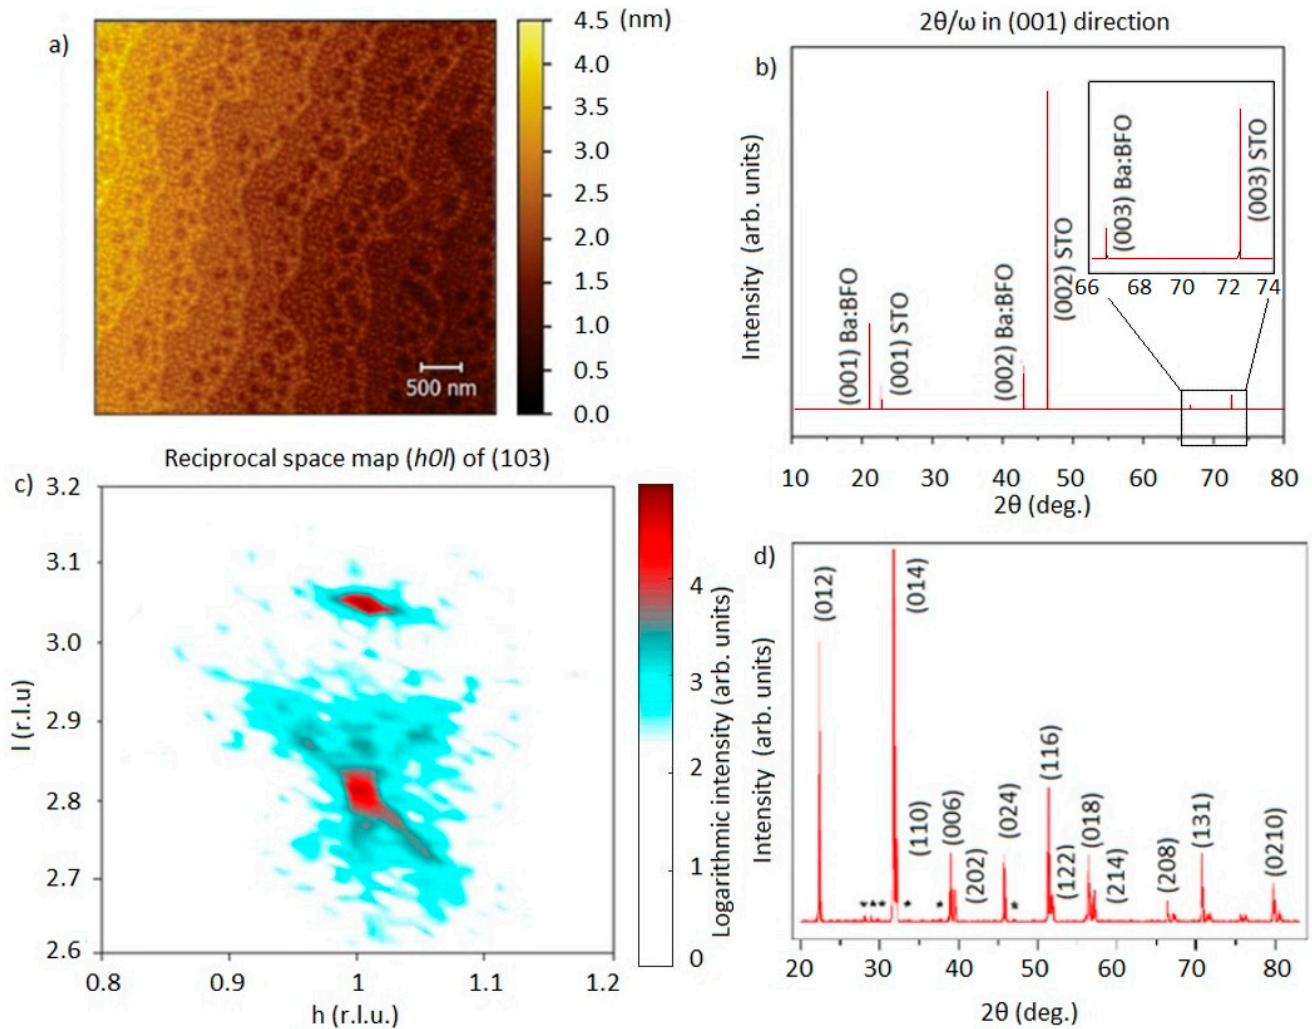 a)
4.5 (nm)
4.0
3.5
3.0
2.5
2.0
1.5
1.0
0.5
0.0
500 nm
2θ/ω in (001) direction
b)
Intensity (arb. units)
(001) Ba:BFO
(001) STO
(002) Ba:BFO
(002) STO
(003) Ba:BFO
(003) STO
66 68 70 72 74
10 20 30 40 50 60 70 80
2θ (deg.)
Reciprocal space map (h0l) of (103)
c)
3.2
3.1
3.0
2.9
2.8
2.7
2.6
l (r.l.u)
0.8 0.9 1 1.1 1.2
h (r.l.u.)
4
3
2
1
0
Logarithmic intensity (arb. units)
d)
Intensity (arb. units)
(012)
(014)
(110)
(006)
(202)
(024)
(116)
(122)
(018)
(214)
(208)
(131)
(0210)
* * * * * *
20 30 40 50 60 70 80
2θ (deg.)